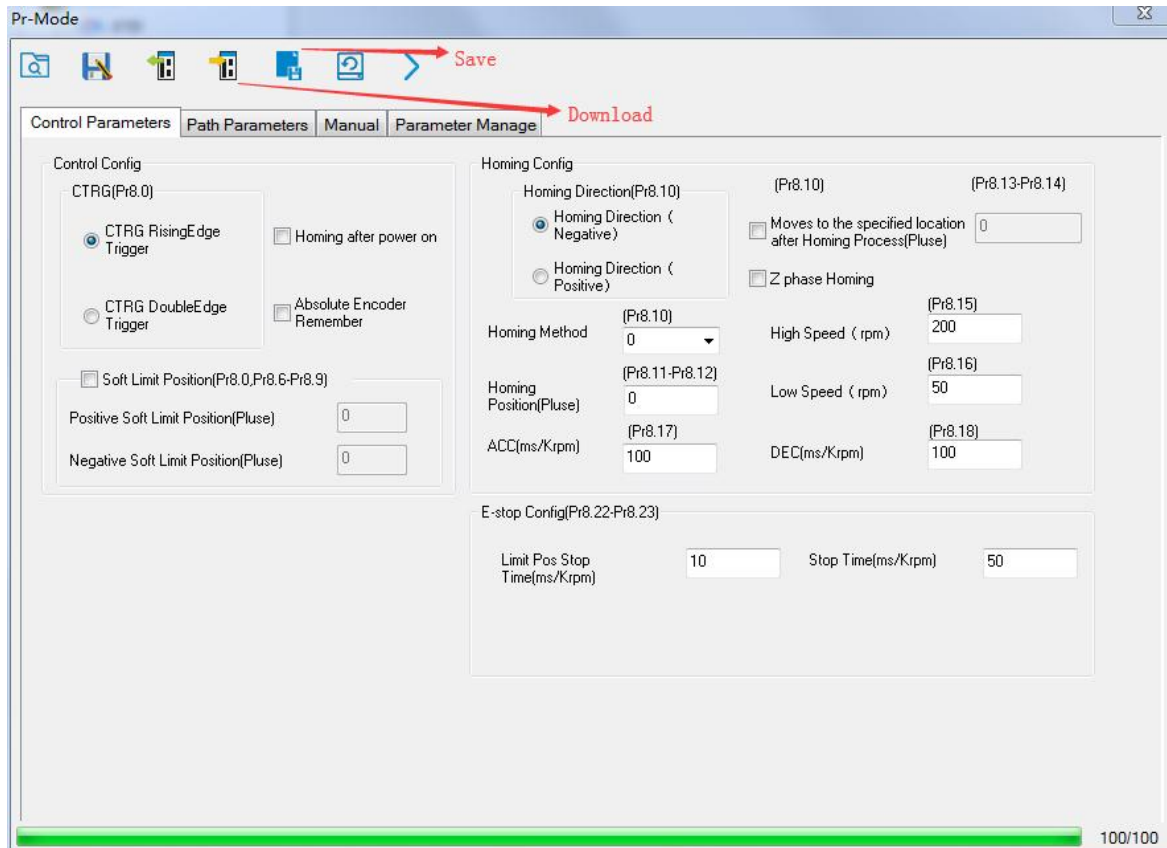 Pr-Mode
Save
Download
Control Parameters
Path Parameters
Manual
Parameter Manage
Control Config
CTRG(Pr8.0)
CTRG RisingEdge
Trigger
Homing after power on
CTRG DoubleEdge
Trigger
Absolute Encoder
Remember
Soft Limit Position(Pr8.0,Pr8.6-Pr8.9)
Positive Soft Limit Position(Pluse)
0
Negative Soft Limit Position(Pluse)
0
Homing Config
Homing Direction(Pr8.10)
Homing Direction (
Negative)
Homing Direction (
Positive)
(Pr8.10)
(Pr8.13-Pr8.14)
Moves to the specified location
after Homing Process(Pluse)
0
Z phase Homing
Homing Method
(Pr8.10)
0
High Speed (rpm)
(Pr8.15)
200
Homing
Position(Pluse)
(Pr8.11-Pr8.12)
0
Low Speed (rpm)
(Pr8.16)
50
ACC(ms/Krpm)
(Pr8.17)
100
DEC(ms/Krpm)
(Pr8.18)
100
E-stop Config(Pr8.22-Pr8.23)
Limit Pos Stop
Time(ms/Krpm)
10
Stop Time(ms/Krpm)
50
100/100